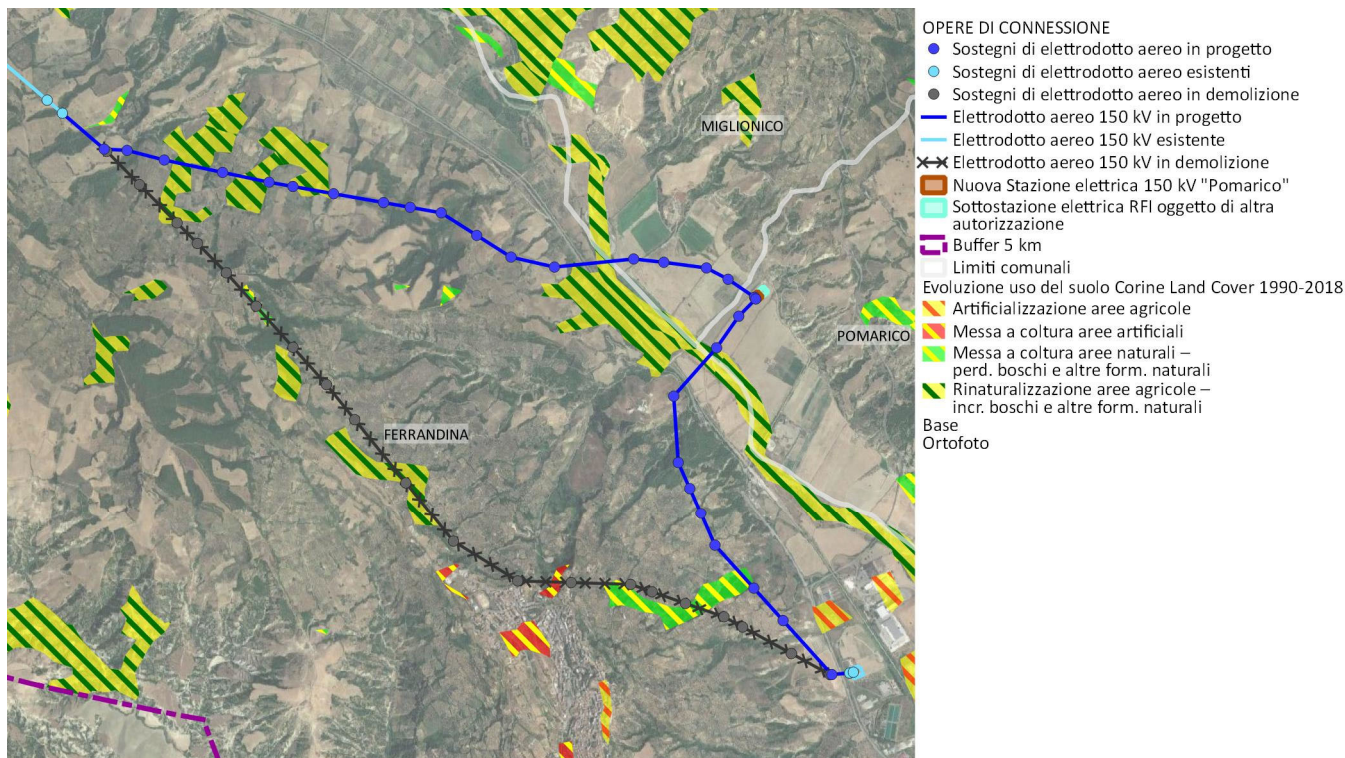 OPERE DI CONNESSIONE
Sostegni di elettrodotto aereo in progetto
Sostegni di elettrodotto aereo esistenti
Sostegni di elettrodotto aereo in demolizione
Elettrodotto aereo 150 kV in progetto
Elettrodotto aereo 150 kV esistente
Elettrodotto aereo 150 kV in demolizione
Nuova Stazione elettrica 150 kV "Pomarico"
Sottostazione elettrica RFI oggetto di altra
autorizzazione
Buffer 5 km
Limiti comunali
Evoluzione uso del suolo Corine Land Cover 1990-2018
Artificializzazione aree agricole
Messa a coltura aree artificiali
Messa a coltura aree naturali –
perd. boschi e altre form. naturali
Rinaturalizzazione aree agricole –
incr. boschi e altre form. naturali
Base
Ortofoto
MIGLIONICO
POMARICO
FERRANDINA